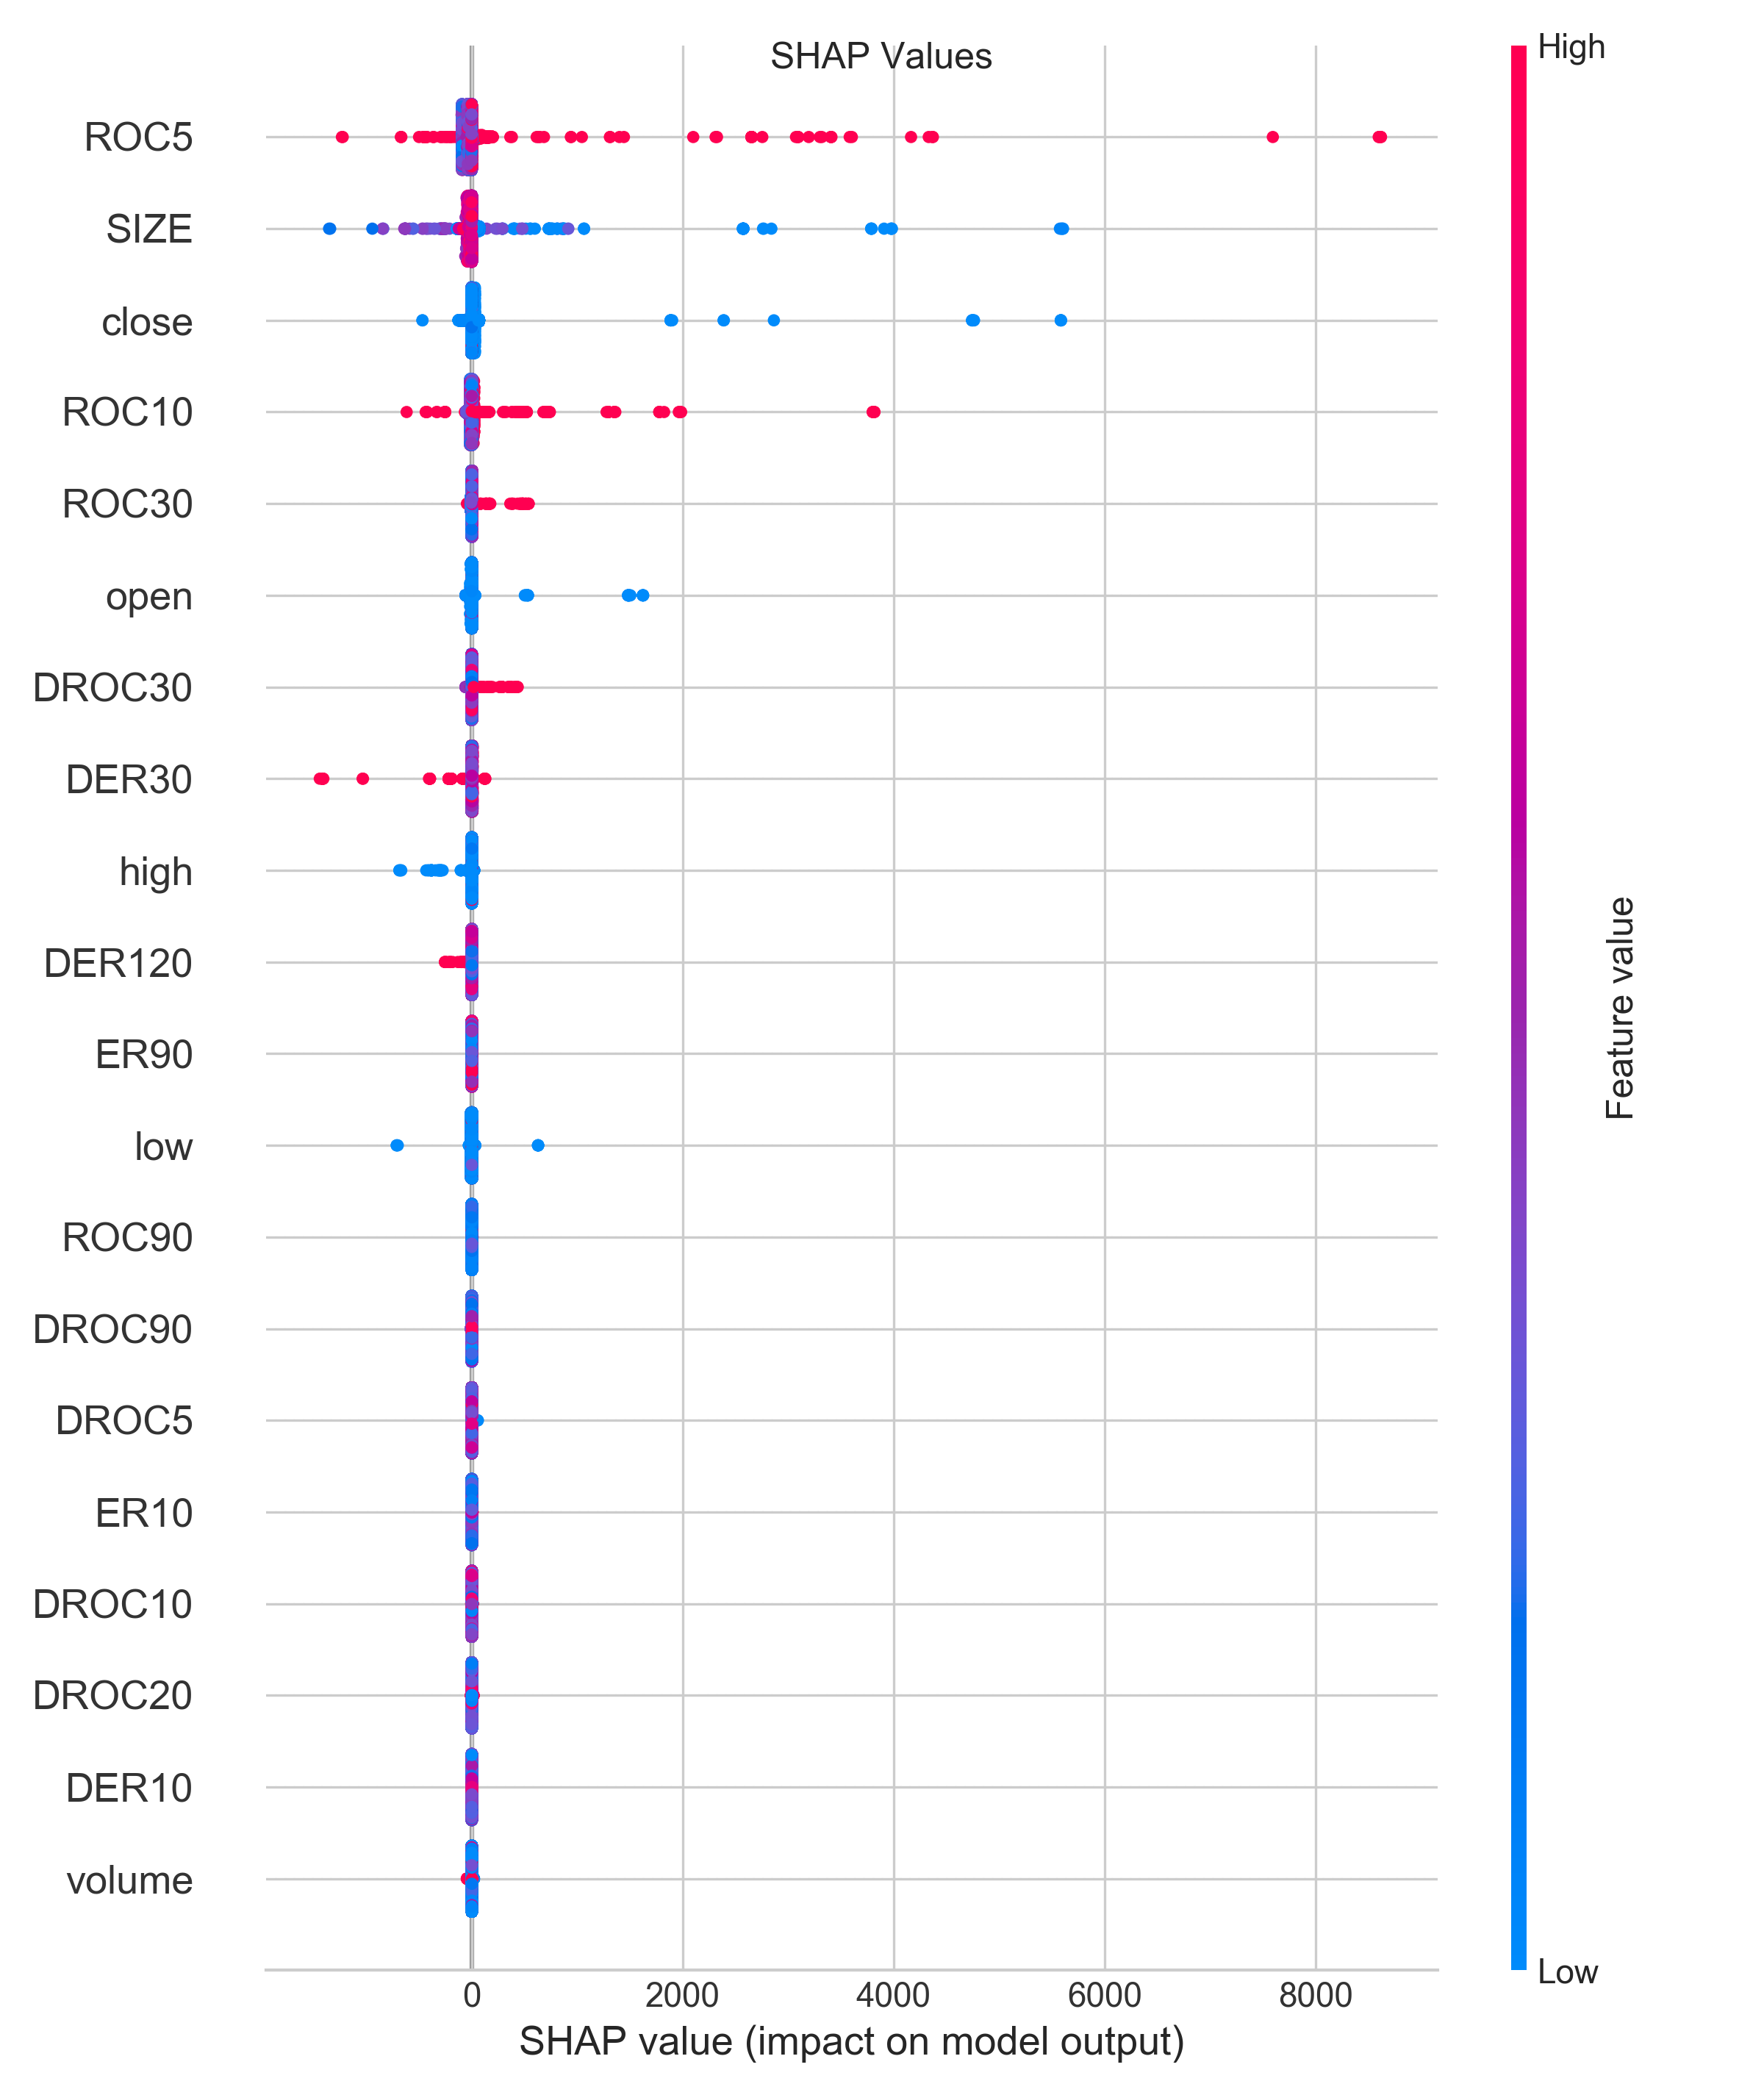 SHAP Values
High
ROC5
SIZE
close
ROC10
ROC30
open
DROC30
DER30
high
DER120
ER90
low
ROC90
DROC90
DROC5
ER10
DROC10
DROC20
DER10
volume
Feature value
Low
0 2000 4000 6000 8000
SHAP value (impact on model output)